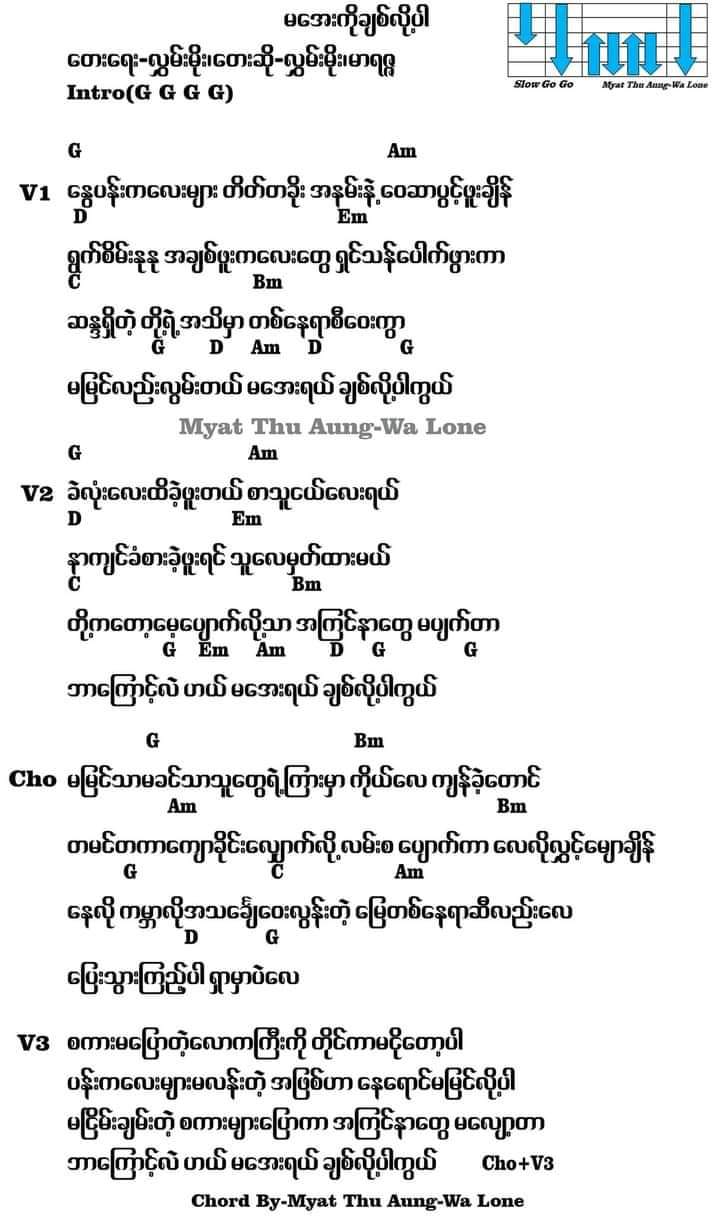 မအေးကိုချစ်လို့ပါ
တေးရေး-လွှမ်းမိုး၊တေးဆို-လွှမ်းမိုး၊မာရဇ္ဇ
Intro(G G G G)
Slow Go Go Myat Thu Aung-Wa Lone
G Am
V1 နွေပန်းကလေးများ တိတ်တခိုး အနမ်းနဲ့ ဝေဆာပွင့်ဖူးချိန်
D Em
ရွက်စိမ်းနုနု အချစ်ဖူးကလေးတွေ ရှင်သန်ပေါက်ဖွားကာ
C Bm
ဆန္ဒရှိတဲ့ တို့ရဲ့အသိမှာ တစ်နေရာစီဝေးကွာ
G D Am D G
မမြင်လည်းလွမ်းတယ် မအေးရယ် ချစ်လို့ပါကွယ်
Myat Thu Aung-Wa Lone
G Am
V2 ခဲလုံးလေးထိခဲ့ဖူးတယ် စာသူငယ်လေးရယ်
D Em
နာကျင်ခံစားခဲ့ဖူးရင် သူလေမှတ်ထားမယ်
C Bm
တို့ကတော့မေ့ပျောက်လို့သာ အကြင်နာတွေ မပျက်တာ
G Em Am D G G
ဘာကြောင့်လဲ ဟယ် မအေးရယ် ချစ်လို့ပါကွယ်
G Bm
Cho မမြင်သာမခင်သာသူတွေရဲ့ကြားမှာ ကိုယ်လေ ကျန်ခဲ့တောင်
Am Bm
တမင်တကာကျောခိုင်းလျှောက်လို့လမ်းစ ပျောက်ကာ လေလိုလွှင့်မျောချိန်
G C Am
နေလို ကမ္ဘာလိုအသင်္ချေဝေးလွန်းတဲ့ မြေတစ်နေရာဆီလည်းလေ
D G
ပြေးသွားကြည့်ပါ ရှာမှာပဲလေ
V3 စကားမပြောတဲ့လောကကြီးကို တိုင်ကာမငိုတော့ပါ
ပန်းကလေးများမလန်းတဲ့ အဖြစ်ဟာ နေရောင်မမြင်လို့ပါ
မငြိမ်းချမ်းတဲ့ စကားများပြောကာ အကြင်နာတွေ မလျော့တာ
ဘာကြောင့်လဲ ဟယ် မအေးရယ် ချစ်လို့ပါကွယ် Cho+V3
Chord By-Myat Thu Aung-Wa Lone